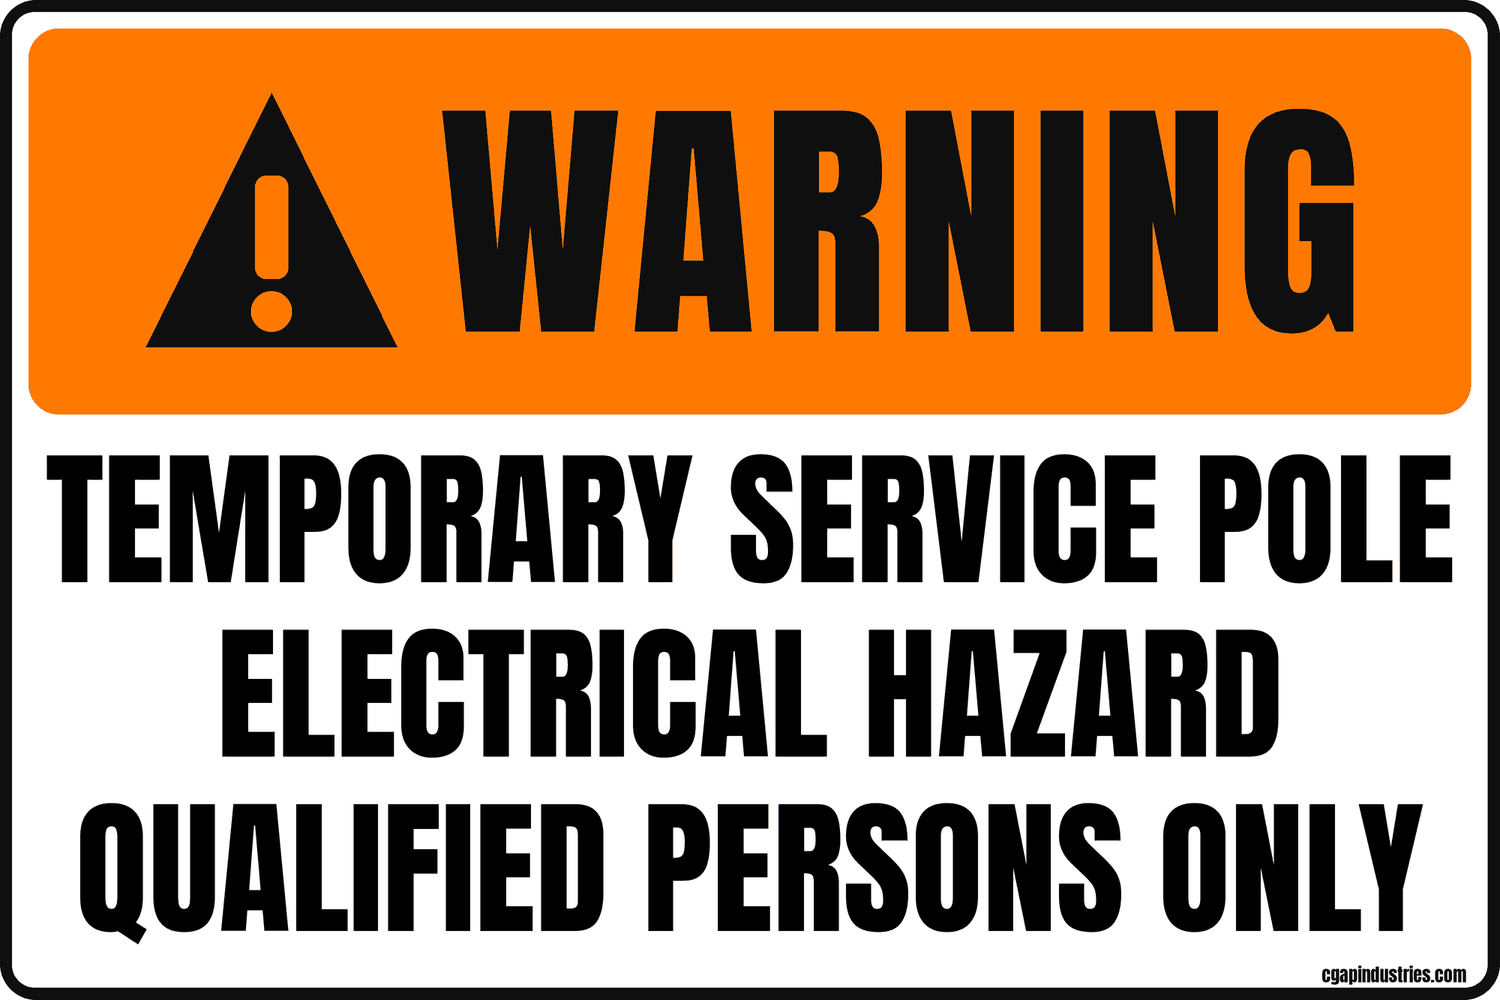 WARNING
TEMPORARY SERVICE POLE
ELECTRICAL HAZARD
QUALIFIED PERSONS ONLY
cgapindustries.com